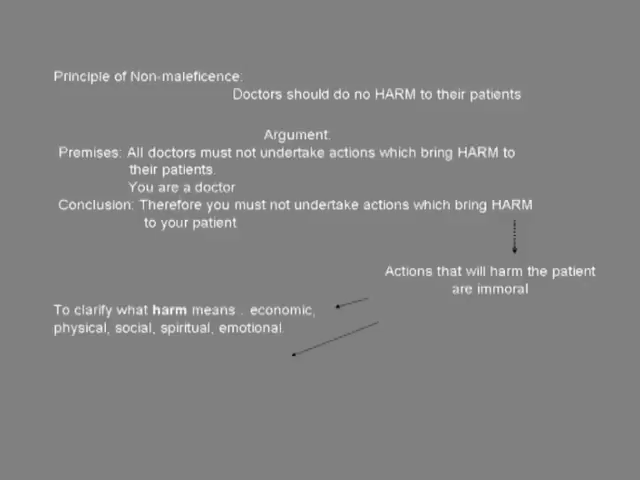 Principle of Non-maleficence:
Doctors should do no HARM to their patients
Argument:
Premises: All doctors must not undertake actions which bring HARM to
their patients.
You are a doctor
Conclusion: Therefore you must not undertake actions which bring HARM
to your patient
Actions that will harm the patient
are immoral
To clarify what harm means . economic,
physical, social, spiritual, emotional.